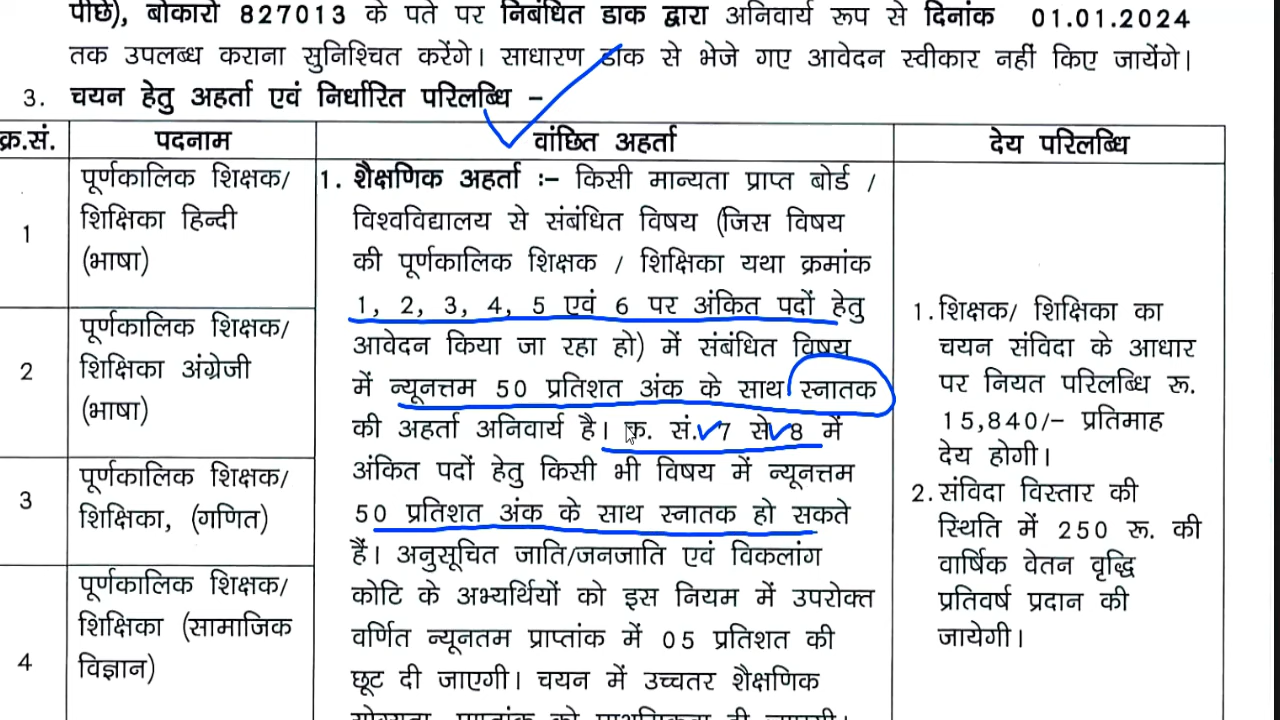 पीछे), बोकारो 827013 के पते पर निबंधित डाक द्वारा अनिवार्य रूप से दिनांक 01.01.2024
तक उपलब्ध कराना सुनिश्चित करेंगे। साधारण डाक से भेजे गए आवेदन स्वीकार नहीं किए जायेंगे।
3. चयन हेतु अहर्ता एवं निर्धारित परिलब्धि –
क्र.सं. पदनाम वांछित अहर्ता देय परिलब्धि
1
पूर्णकालिक शिक्षक/
शिक्षिका हिन्दी
(भाषा)
2
पूर्णकालिक शिक्षक/
शिक्षिका अंग्रेजी
(भाषा)
3
पूर्णकालिक शिक्षक/
शिक्षिका, (गणित)
4
पूर्णकालिक शिक्षक/
शिक्षिका (सामाजिक
विज्ञान)
1. शैक्षणिक अहर्ता :– किसी मान्यता प्राप्त बोर्ड /
विश्वविद्यालय से संबंधित विषय (जिस विषय
की पूर्णकालिक शिक्षक / शिक्षिका यथा क्रमांक
1, 2, 3, 4, 5 एवं 6 पर अंकित पदों हेतु
आवेदन किया जा रहा हो) में संबंधित विषय
में न्यूनत्तम 50 प्रतिशत अंक के साथ स्नातक
की अहर्ता अनिवार्य है। क्र. सं. 7 से 8 में
अंकित पदों हेतु किसी भी विषय में न्यूनत्तम
50 प्रतिशत अंक के साथ स्नातक हो सकते
हैं। अनुसूचित जाति/जनजाति एवं विकलांग
कोटि के अभ्यर्थियों को इस नियम में उपरोक्त
वर्णित न्यूनतम प्राप्तांक में 05 प्रतिशत की
छूट दी जाएगी। चयन में उच्चतर शैक्षणिक
1. शिक्षक/ शिक्षिका का
चयन संविदा के आधार
पर नियत परिलब्धि रू.
15,840/– प्रतिमाह
देय होगी।
2. संविदा विस्तार की
स्थिति में 250 रू. की
वार्षिक वेतन वृद्धि
प्रतिवर्ष प्रदान की
जायेगी।